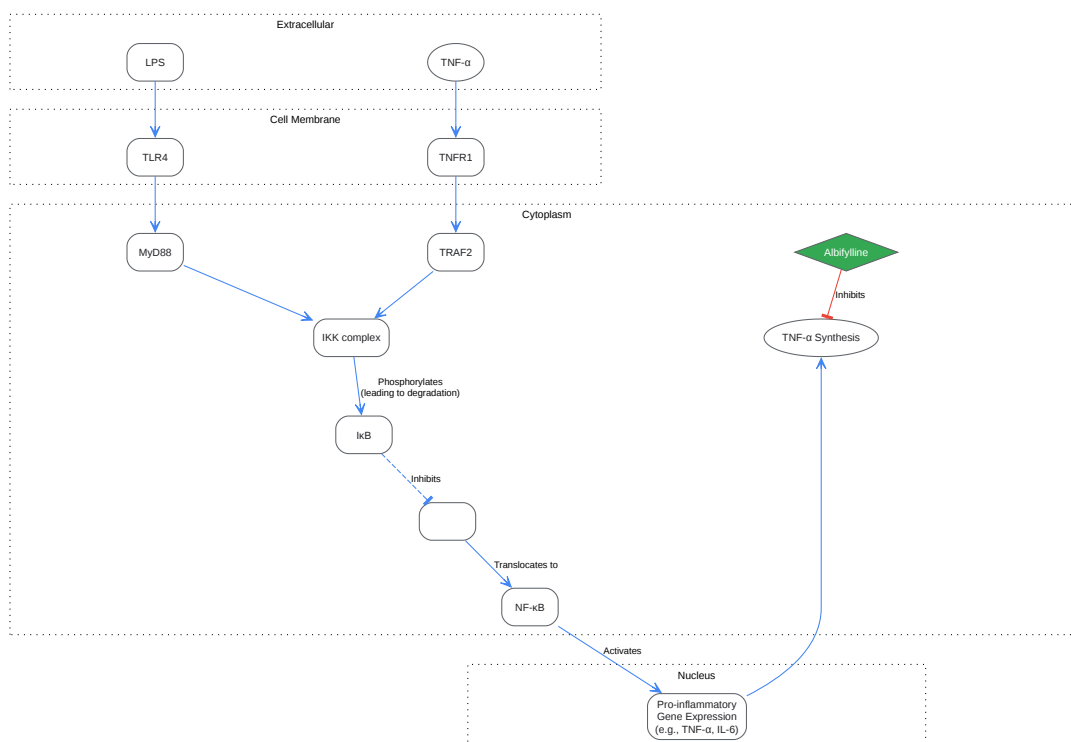 Extracellular
LPS
TNF-α
Cell Membrane
TLR4
TNFR1
Cytoplasm
MyD88
TRAF2
Albifylline
Inhibits
IKK complex
TNF-α Synthesis
Phosphorylates
(leading to degradation)
IκB
Inhibits
Translocates to
NF-κB
Activates
Nucleus
Pro-inflammatory
Gene Expression
(e.g., TNF-α, IL-6)